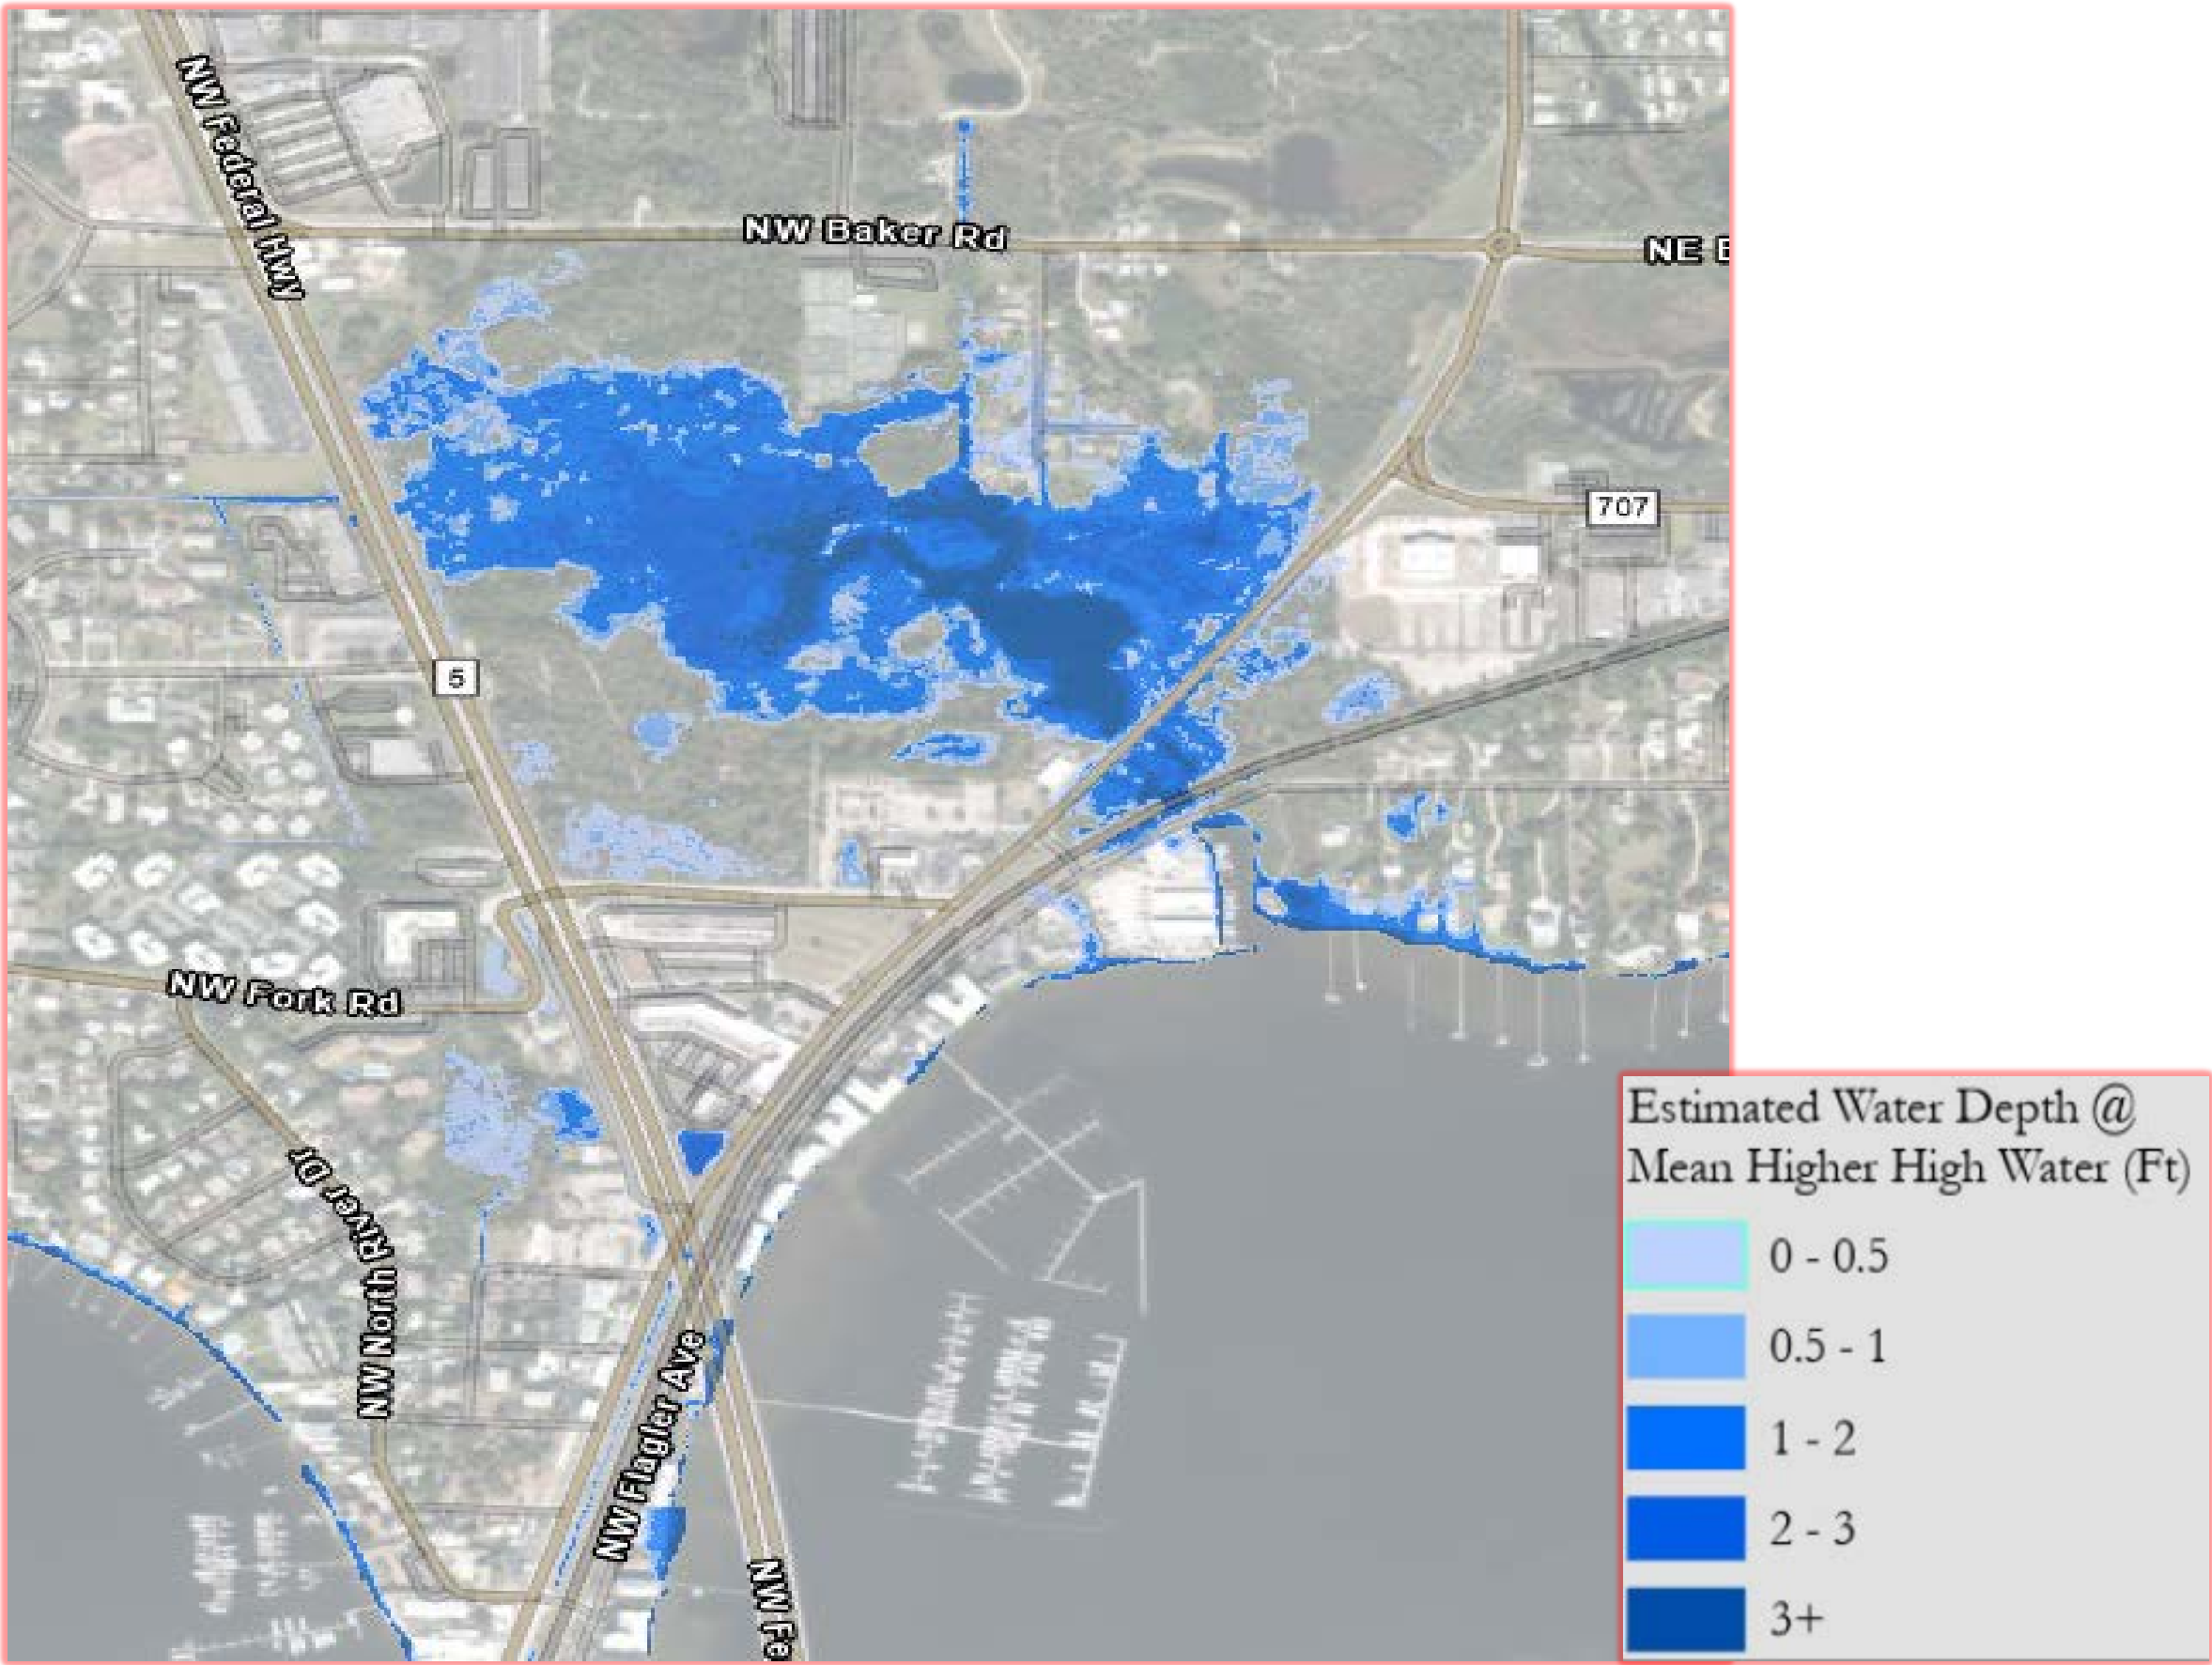 NW Federal Hwy
NW Baker Rd
NE B
707
5
NW Fork Rd
NW North River Dr
NW Flagler Ave
NW Fe
Estimated Water Depth @
Mean Higher High Water (Ft)
0 - 0.5
0.5 - 1
1 - 2
2 - 3
3+